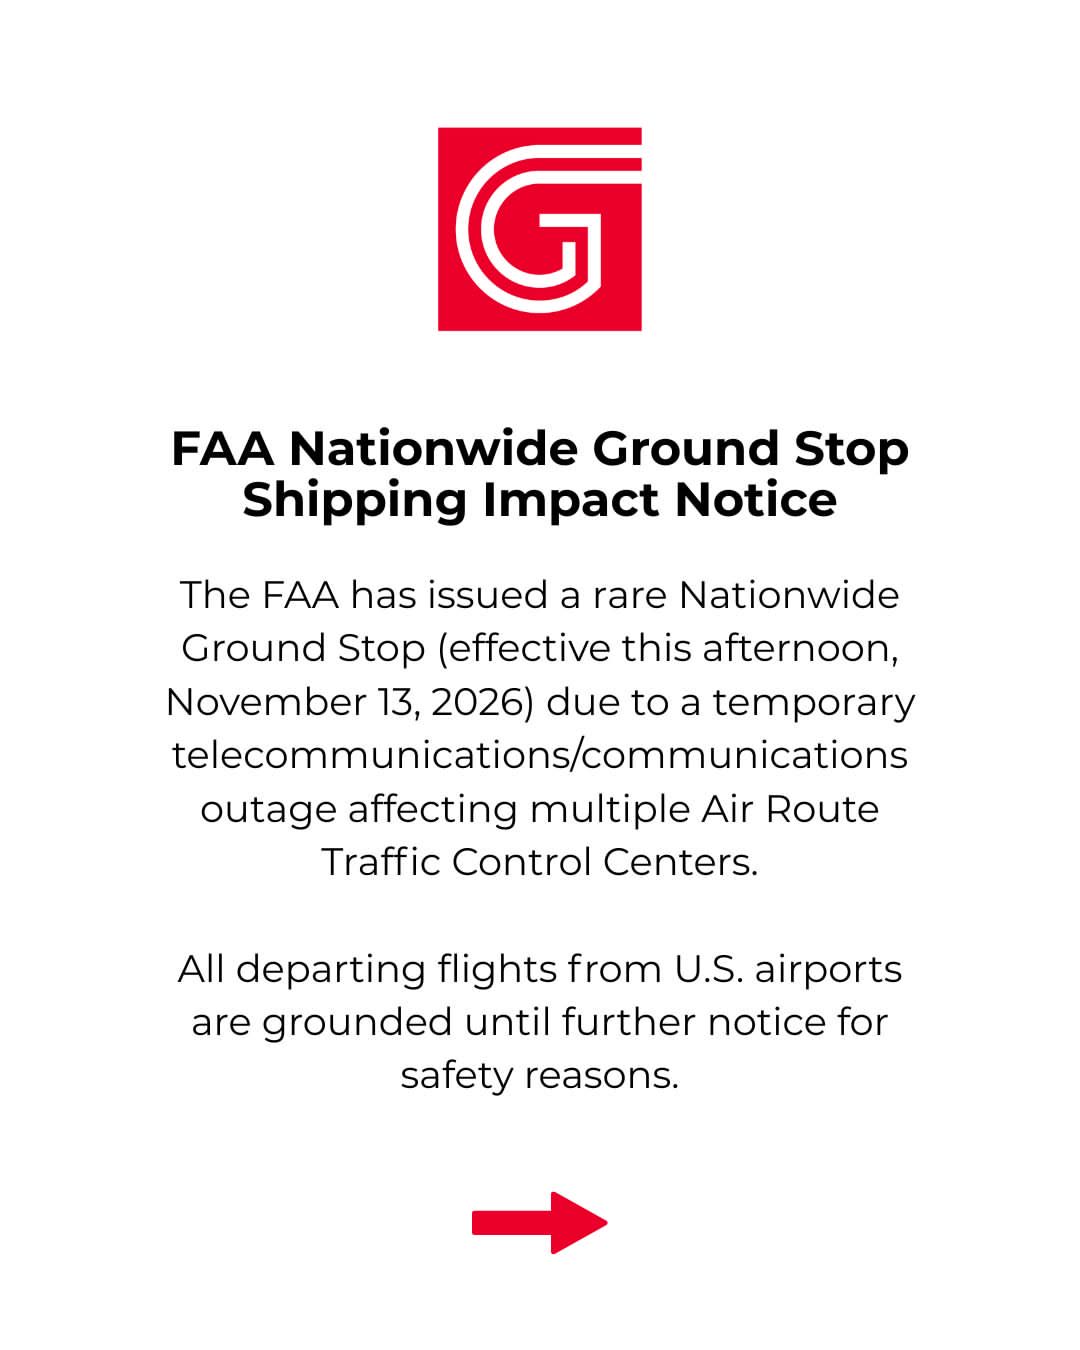 G
FAA Nationwide Ground Stop
Shipping Impact Notice
The FAA has issued a rare Nationwide
Ground Stop (effective this afternoon,
November 13, 2026) due to a temporary
telecommunications/communications
outage affecting multiple Air Route
Traffic Control Centers.
All departing flights from U.S. airports
are grounded until further notice for
safety reasons.